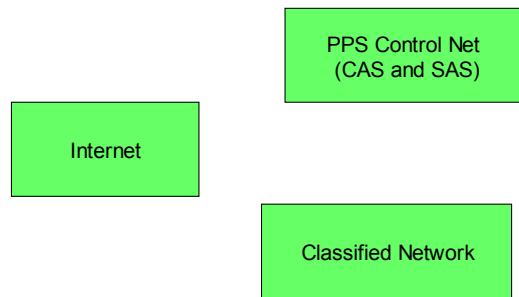 PPS Control Net
(CAS and SAS)
Internet
Classified Network